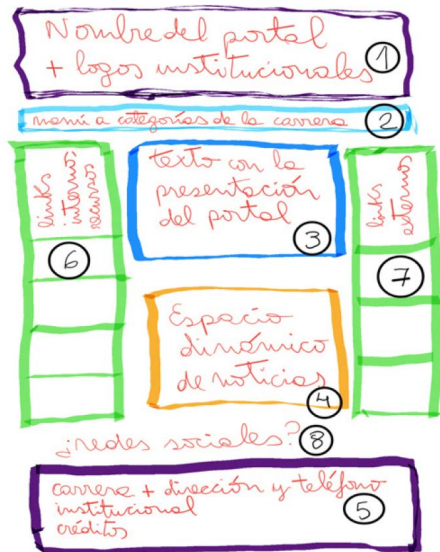 Nombre del portal
+ logos institucionales
1
menú a categorías de la carrera
2
links
internos
recursos
6
texto con la
presentación
del portal
3
links
externos
7
Espacio
dinámico
de noticias
4
¿redes sociales?
8
carrera + dirección y teléfono
institucional
créditos
5